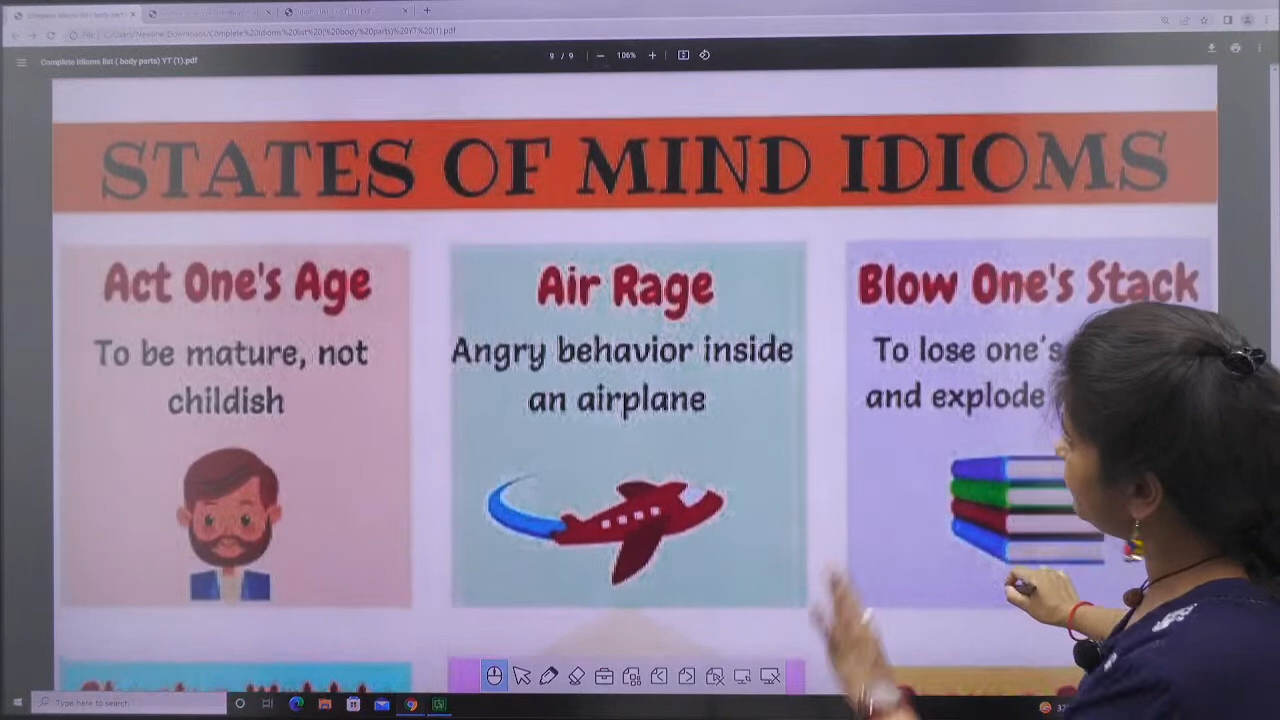 Complete idioms list ( body parts) YT (1).pdf
9 / 9
106%
STATES OF MIND IDIOMS
Act One's Age
To be mature, not
childish
Air Rage
Angry behavior inside
an airplane
Blow One's Stack
To lose one's
and explode
Type here to search